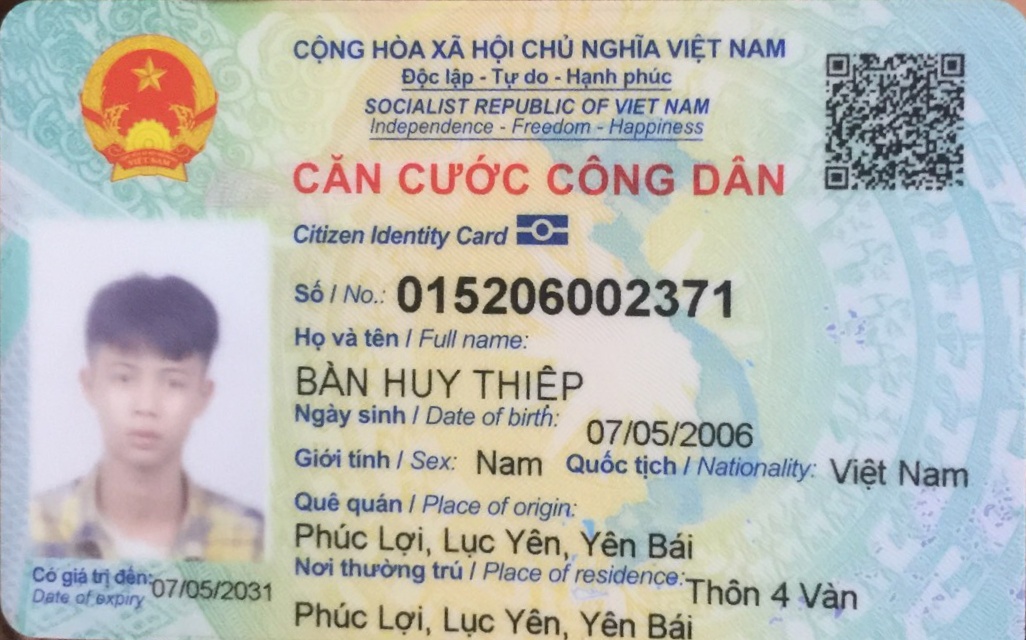 CỘNG HÒA XÃ HỘI CHỦ NGHĨA VIỆT NAM
Độc lập - Tự do - Hạnh phúc
SOCIALIST REPUBLIC OF VIET NAM
Independence - Freedom - Happiness
CĂN CƯỚC CÔNG DÂN
Citizen Identity Card
Số / No.: 015206002371
Họ và tên / Full name:
BÀN HUY THIỆP
Ngày sinh / Date of birth: 07/05/2006
Giới tính / Sex: Nam Quốc tịch / Nationality: Việt Nam
Quê quán / Place of origin:
Phúc Lợi, Lục Yên, Yên Bái
Nơi thường trú / Place of residence: Thôn 4 Vàn
Phúc Lợi, Lục Yên, Yên Bái
Có giá trị đến: 07/05/2031
Date of expiry
VIỆT NAM